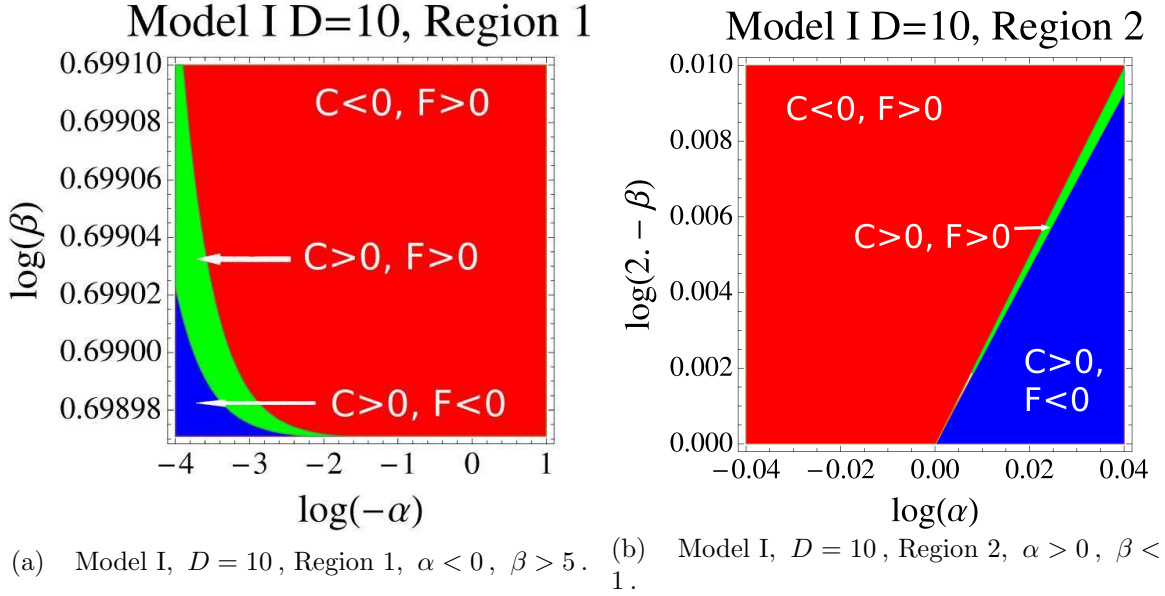 Model I D=10, Region 1
log(β)
0.69910
0.69908
0.69906
0.69904
0.69902
0.69900
0.69898
C<0, F>0
C>0, F>0
C>0, F<0
−4 −3 −2 −1 0 1
log(−α)
(a) Model I, D = 10 , Region 1, α < 0 , β > 5 .
Model I D=10, Region 2
log(2. − β)
0.010
0.008
0.006
0.004
0.002
0.000
C<0, F>0
C>0, F>0
C>0,
F<0
−0.04 −0.02 0.00 0.02 0.04
log(α)
(b) Model I, D = 10 , Region 2, α > 0 , β <
1 .